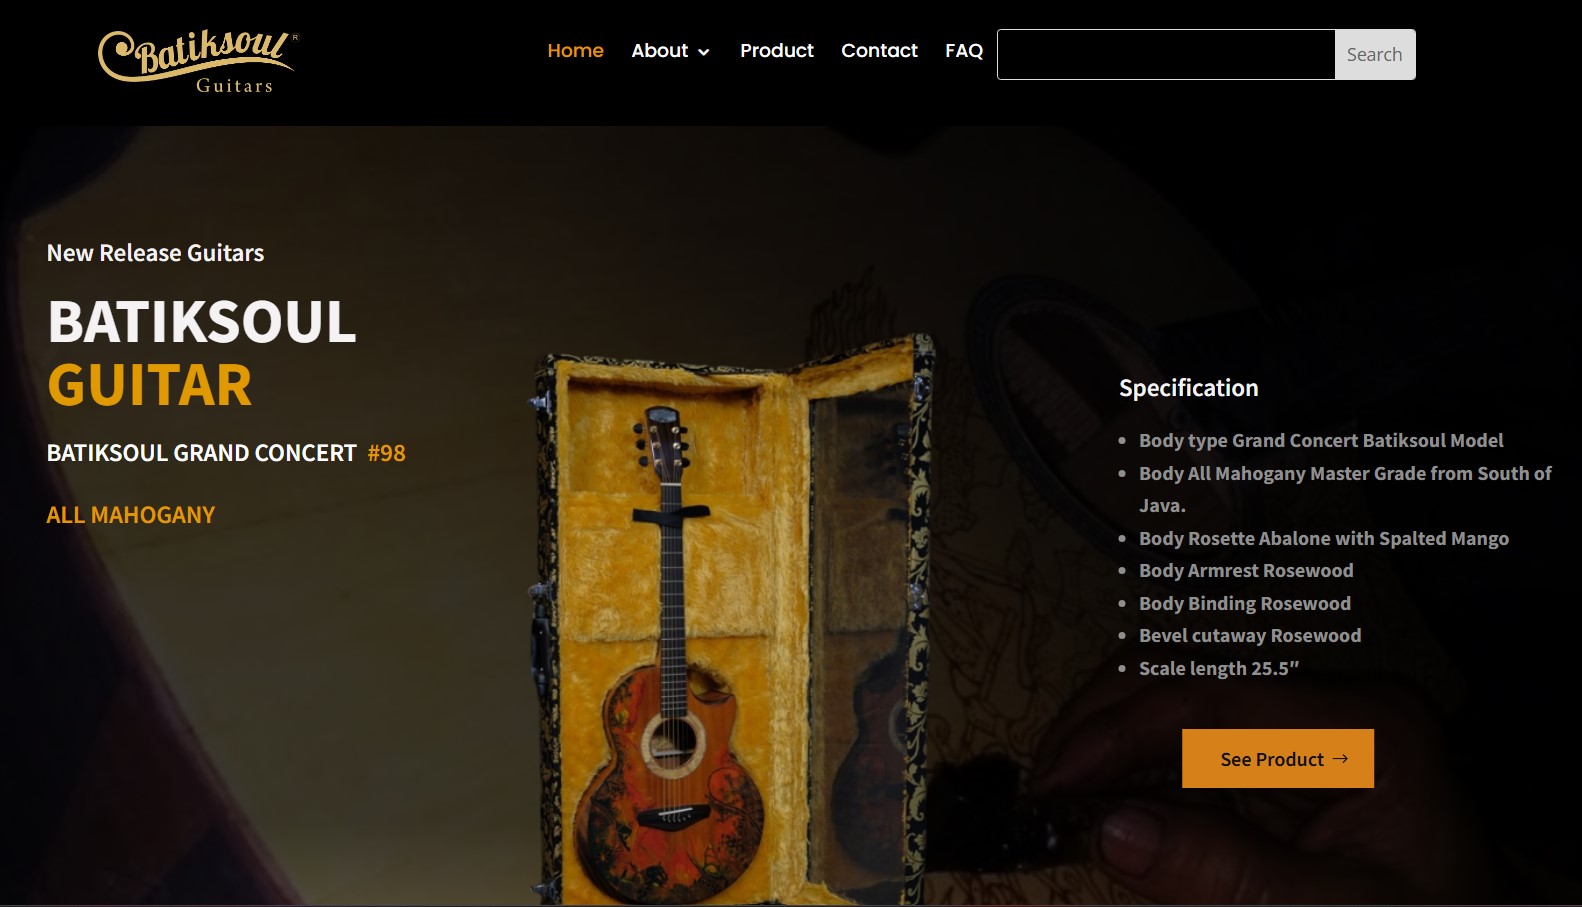 Batiksoul®
Guitars
Home About Product Contact FAQ
Search
New Release Guitars
BATIKSOUL
GUITAR
BATIKSOUL GRAND CONCERT #98
ALL MAHOGANY
Specification
Body type Grand Concert Batiksoul Model
Body All Mahogany Master Grade from South of
Java.
Body Rosette Abalone with Spalted Mango
Body Armrest Rosewood
Body Binding Rosewood
Bevel cutaway Rosewood
Scale length 25.5″
See Product →